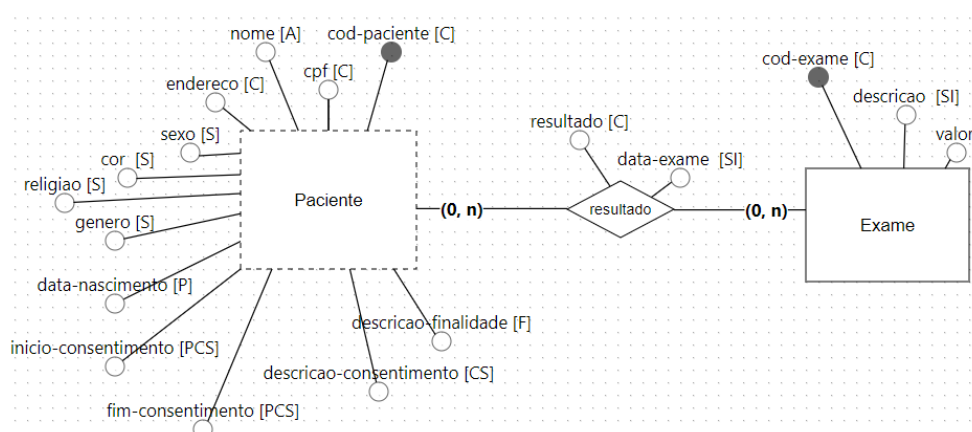 nome [A]
cod-paciente [C]
cod-exame [C]
endereco [C]
cpf [C]
descricao [SI]
sexo [S]
resultado [C]
valor
cor [S]
data-exame [SI]
religiao [S]
Paciente
(0, n)
resultado
(0, n)
Exame
genero [S]
data-nascimento [P]
descricao-finalidade [F]
inicio-consentimento [PCS]
descricao-consentimento [CS]
fim-consentimento [PCS]